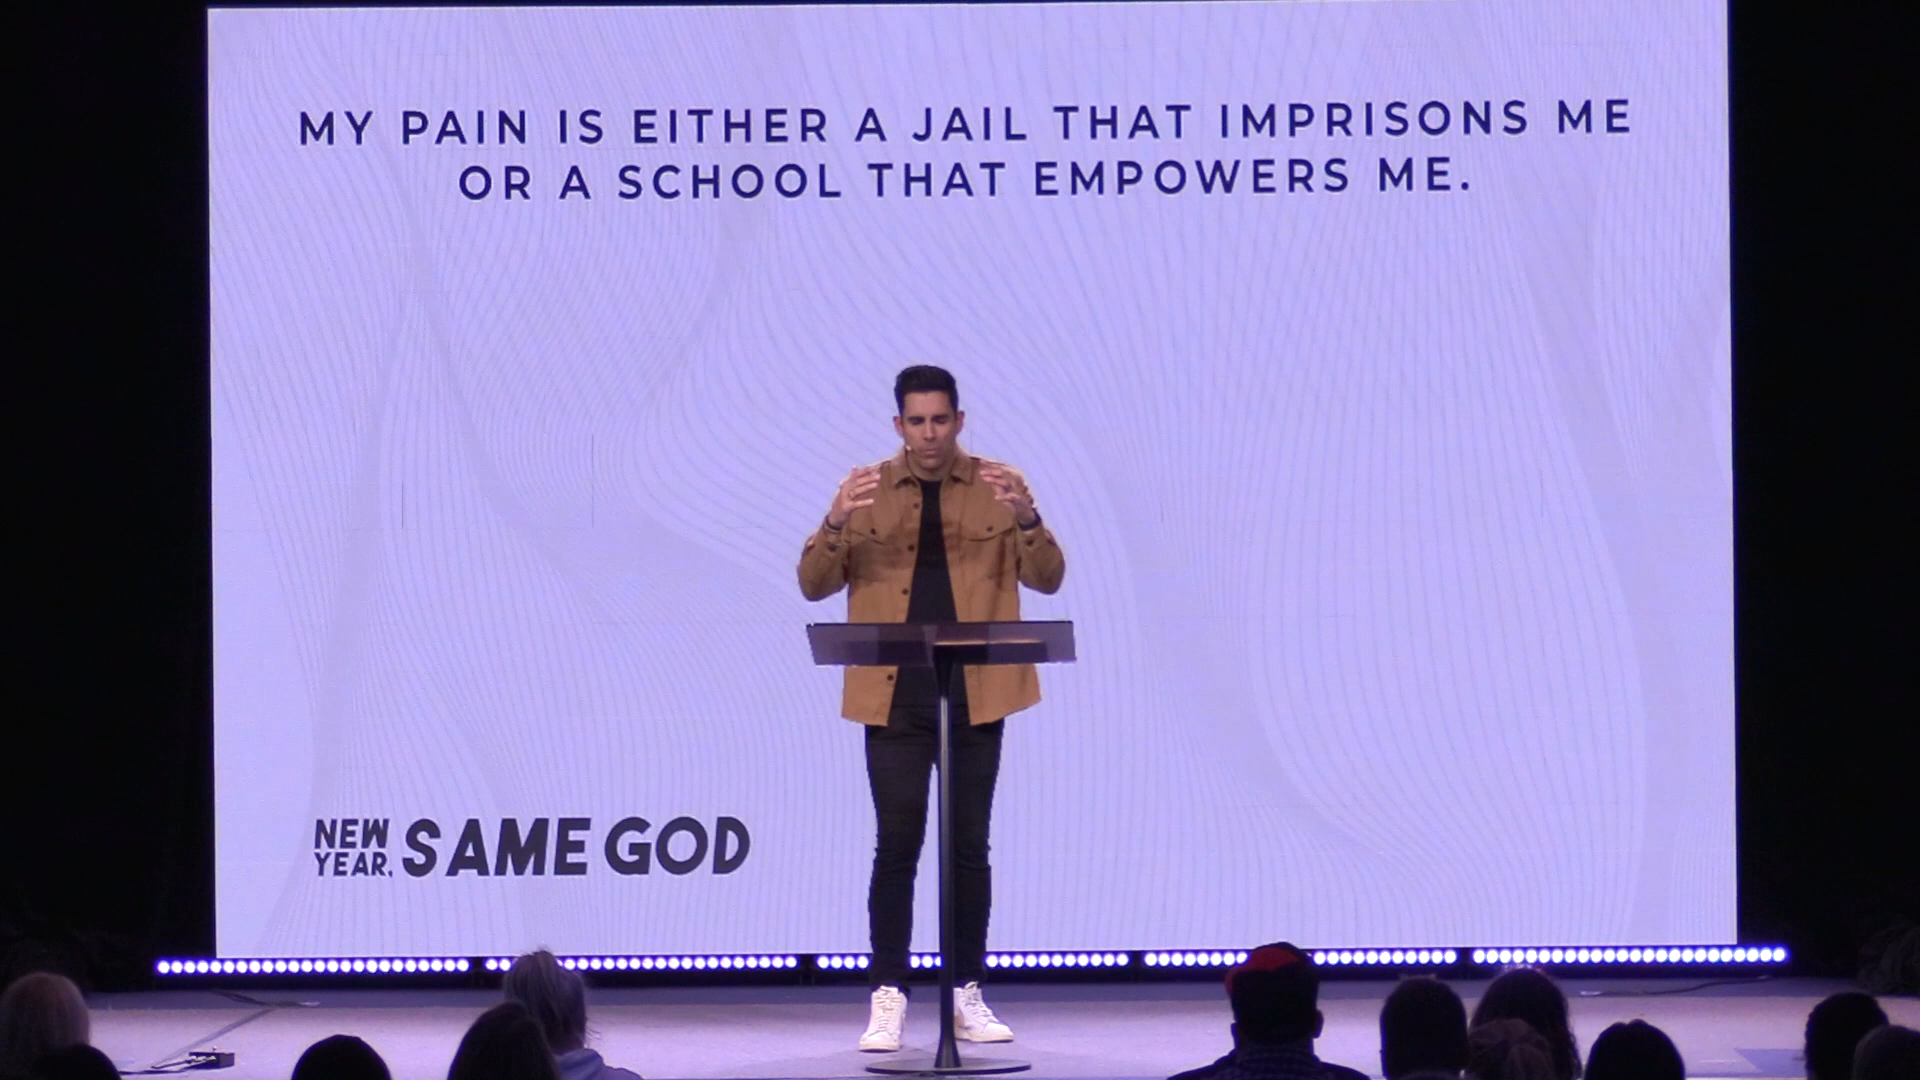 MY PAIN IS EITHER A JAIL THAT IMPRISONS ME
OR A SCHOOL THAT EMPOWERS ME.
NEW
YEAR, SAME GOD